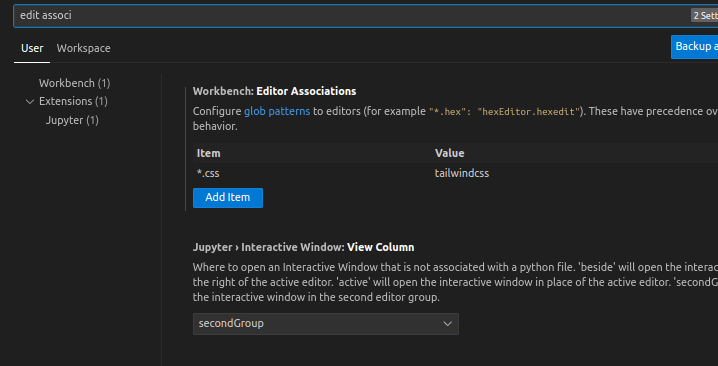 edit associ
2 Sett
User
Workspace
Backup a
Workbench (1)
Extensions (1)
Jupyter (1)
Workbench: Editor Associations
Configure glob patterns to editors (for example "*.hex": "hexEditor.hexedit"). These have precedence ov
behavior.
Item Value
*.css tailwindcss
Add Item
Jupyter › Interactive Window: View Column
Where to open an Interactive Window that is not associated with a python file. 'beside' will open the interac
the right of the active editor. 'active' will open the interactive window in place of the active editor. 'secondG
the interactive window in the second editor group.
secondGroup